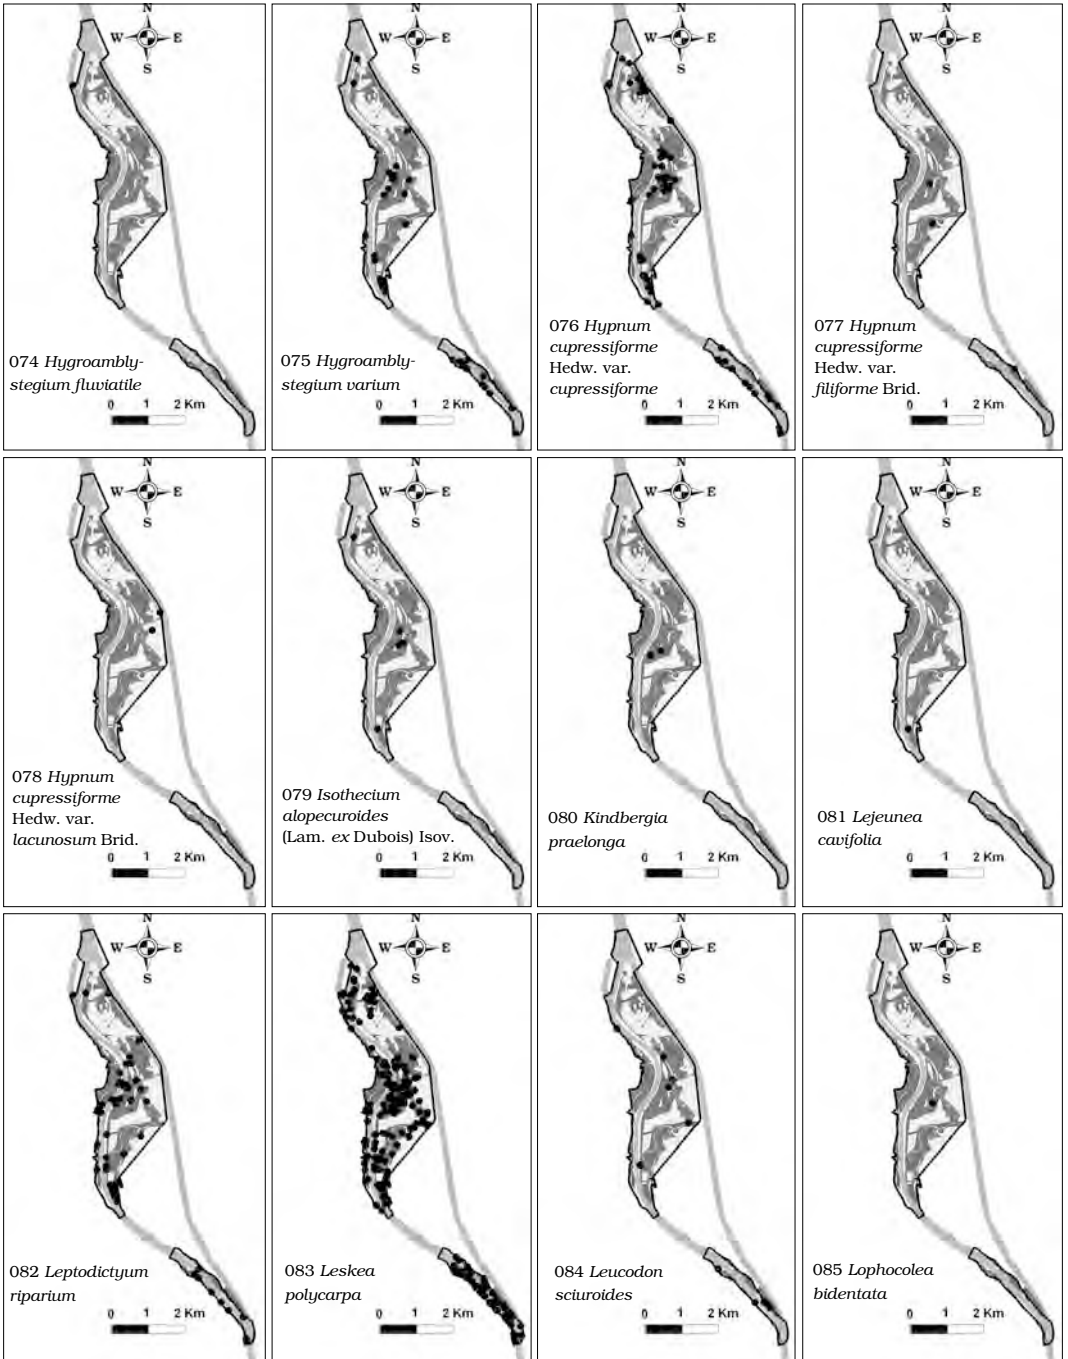 N
W E
S
074 Hygroambly-
stegium fluviatile
0 1 2 Km
N
W E
S
075 Hygroambly-
stegium varium
0 1 2 Km
N
W E
S
076 Hypnum
cupressiforme
Hedw. var.
cupressiforme
0 1 2 Km
N
W E
S
077 Hypnum
cupressiforme
Hedw. var.
filiforme Brid.
0 1 2 Km
N
W E
S
078 Hypnum
cupressiforme
Hedw. var.
lacunosum Brid.
0 1 2 Km
N
W E
S
079 Isothecium
alopecuroides
(Lam. ex Dubois) Isov.
0 1 2 Km
N
W E
S
080 Kindbergia
praelonga
0 1 2 Km
N
W E
S
081 Lejeunea
cavifolia
0 1 2 Km
N
W E
S
082 Leptodictyum
riparium
0 1 2 Km
N
W E
S
083 Leskea
polycarpa
0 1 2 Km
N
W E
S
084 Leucodon
sciuroides
0 1 2 Km
N
W E
S
085 Lophocolea
bidentata
0 1 2 Km